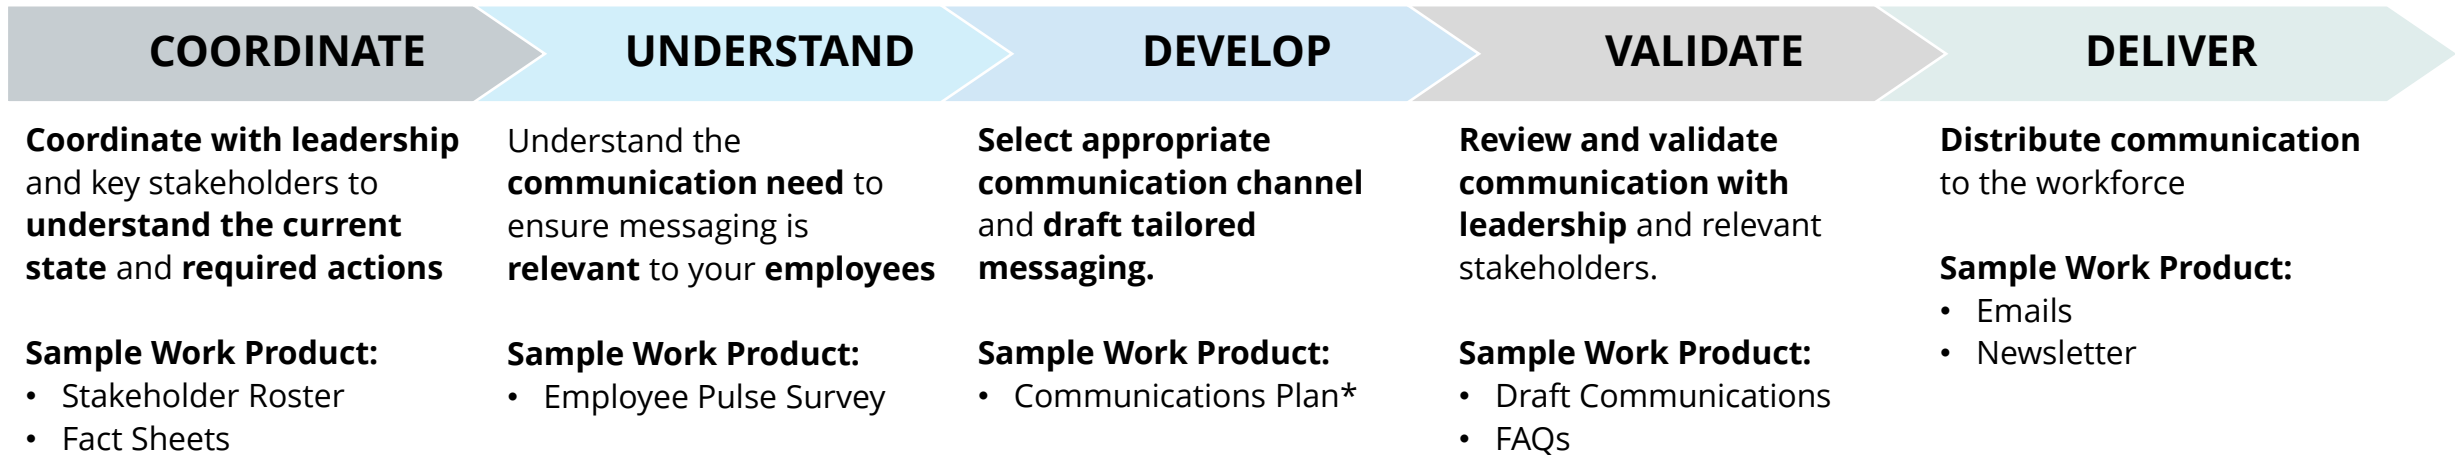 COORDINATE
UNDERSTAND
DEVELOP
VALIDATE
DELIVER
Coordinate with leadership
and key stakeholders to
understand the current
state and required actions
Sample Work Product:
• Stakeholder Roster
• Fact Sheets
Understand the
communication need to
ensure messaging is
relevant to your employees
Sample Work Product:
• Employee Pulse Survey
Select appropriate
communication channel
and draft tailored
messaging.
Sample Work Product:
• Communications Plan*
Review and validate
communication with
leadership and relevant
stakeholders.
Sample Work Product:
• Draft Communications
• FAQs
Distribute communication
to the workforce
Sample Work Product:
• Emails
• Newsletter